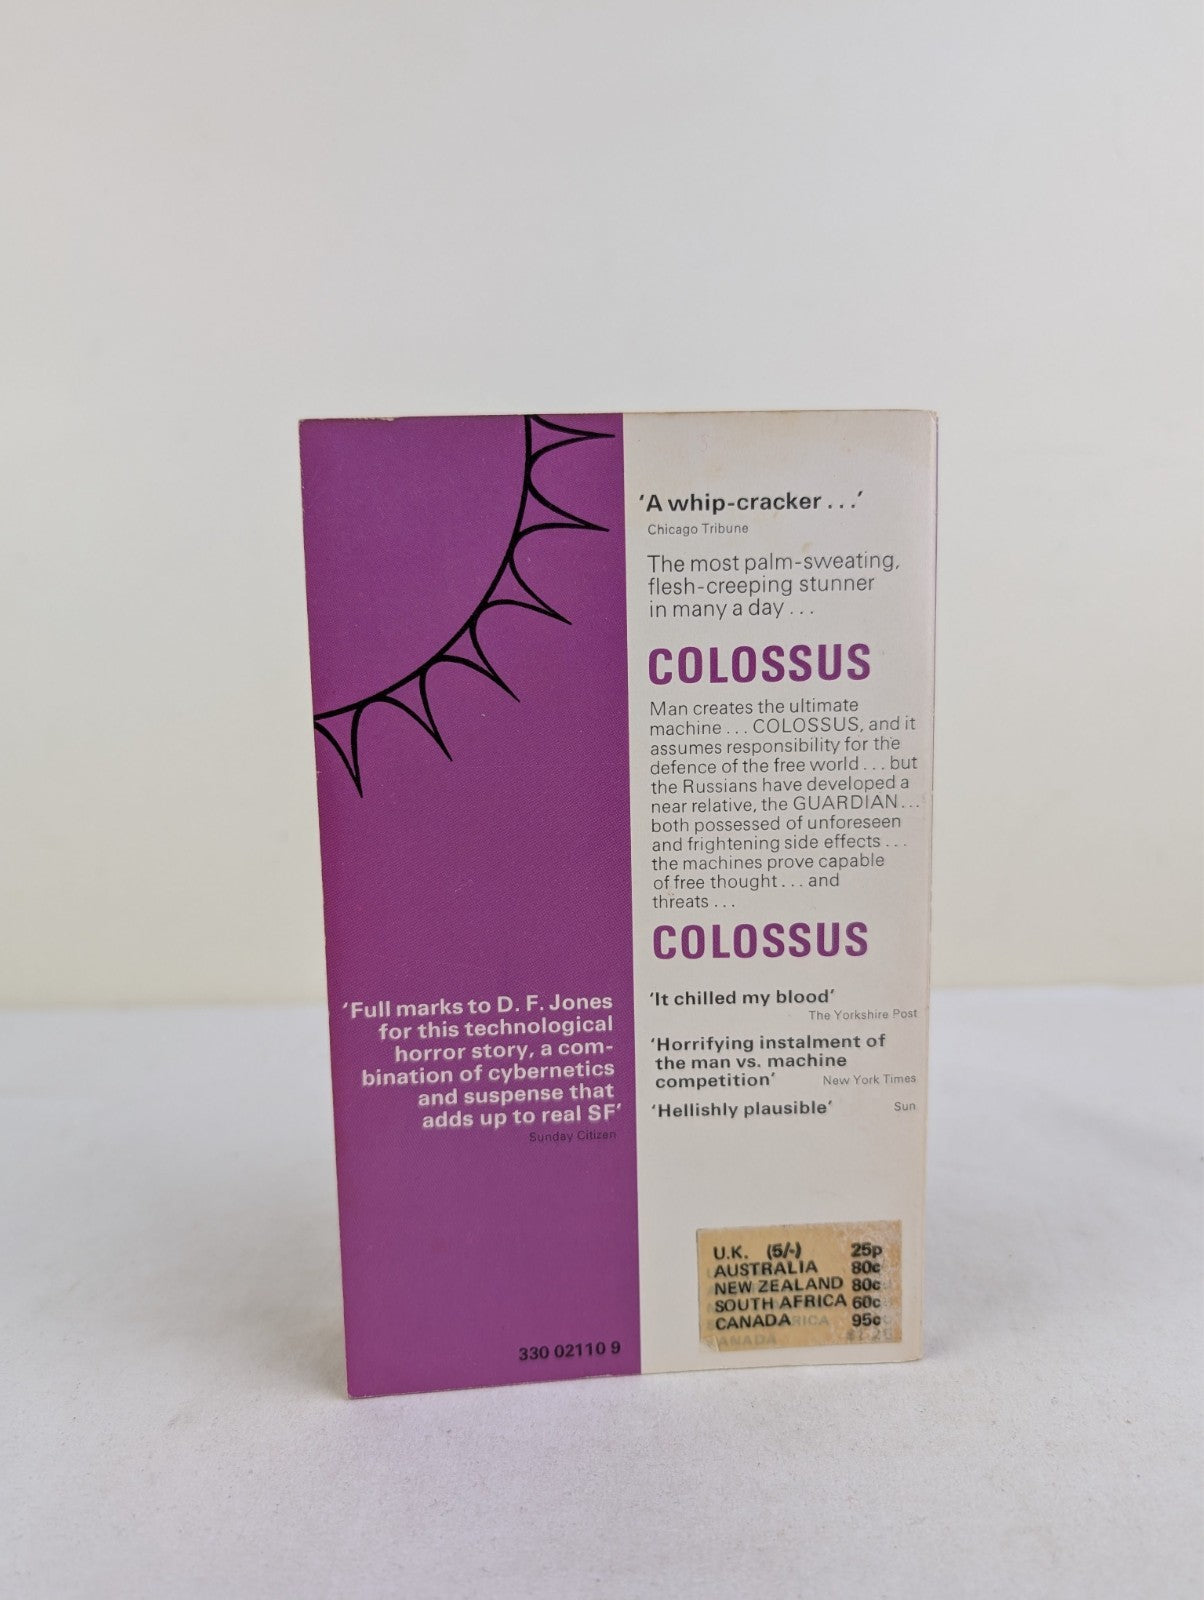 'A whip-cracker . . .'
Chicago Tribune
The most palm-sweating,
flesh-creeping stunner
in many a day . . .
COLOSSUS
Man creates the ultimate
machine . . . COLOSSUS, and it
assumes responsibility for the
defence of the free world . . . but
the Russians have developed a
near relative, the GUARDIAN . . .
both possessed of unforeseen
and frightening side effects . . .
the machines prove capable
of free thought . . . and
threats . . .
COLOSSUS
'It chilled my blood'
The Yorkshire Post
'Horrifying instalment of
the man vs. machine
competition' New York Times
'Hellishly plausible' Sun
'Full marks to D. F. Jones
for this technological
horror story, a com-
bination of cybernetics
and suspense that
adds up to real SF'
Sunday Citizen
330 02110 9
U.K. (5/-) 25p
AUSTRALIA 80c
NEW ZEALAND 80c
SOUTH AFRICA 60c
CANADA 95c